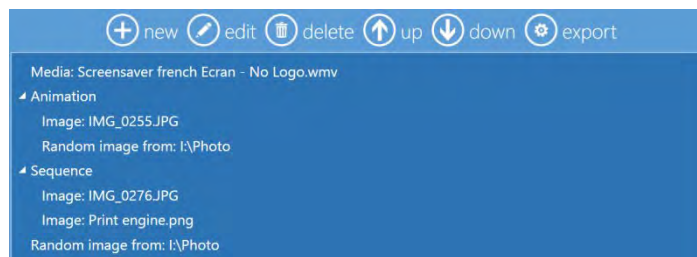 new edit delete up down export
Media: Screensaver french Ecran - No Logo.wmv
Animation
Image: IMG_0255.JPG
Random image from: I:\Photo
Sequence
Image: IMG_0276.JPG
Image: Print engine.png
Random image from: I:\Photo